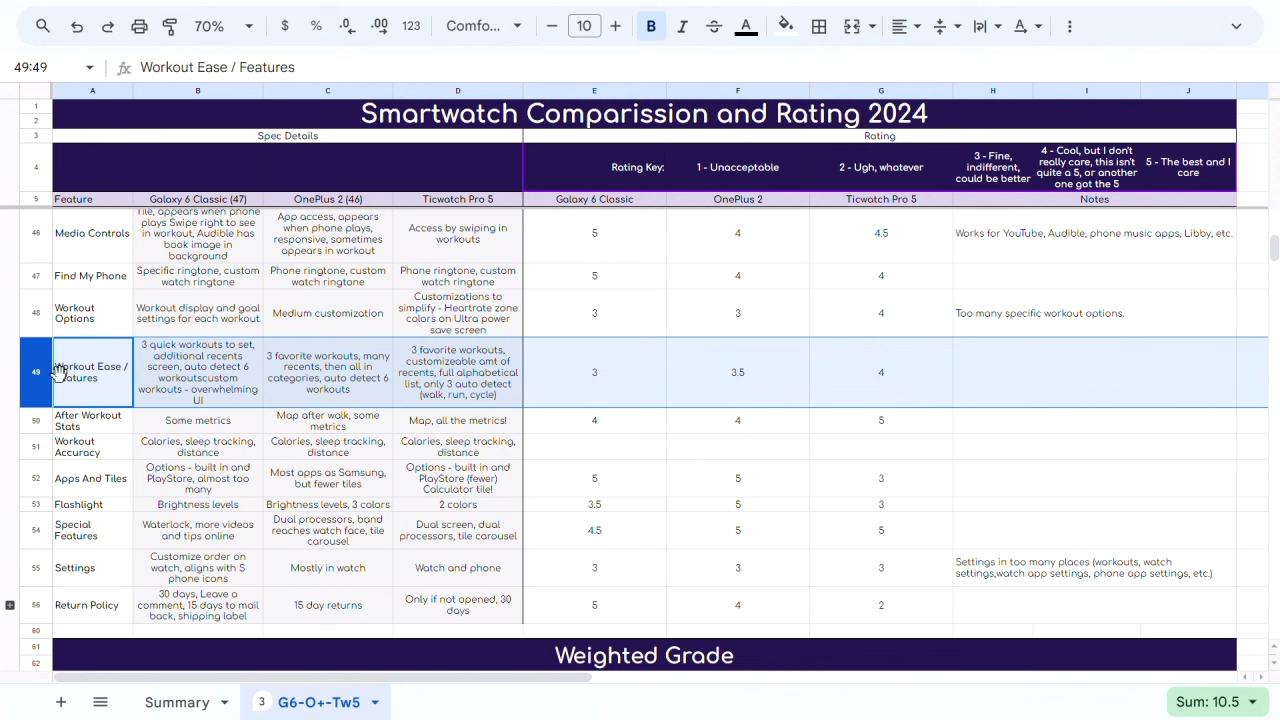 70%
$
%
.0
.00
123
Comfo...
10
B
I
S
A
49:49
fx
Workout Ease / Features
A
B
C
D
E
F
G
H
I
J
1
Smartwatch Comparission and Rating 2024
2
3
Spec Details
Rating
4
Rating Key:
1 - Unacceptable
2 - Ugh, whatever
3 - Fine,
indifferent,
could be better
4 - Cool, but I don't
really care, this isn't
quite a 5, or another
one got the 5
5 - The best and I
care
5
Feature
Galaxy 6 Classic (47)
OnePlus 2 (46)
Ticwatch Pro 5
Galaxy 6 Classic
OnePlus 2
Ticwatch Pro 5
Notes
46
Media Controls
Tile, appears when phone
plays Swipe right to see
in workout, Audible has
book image in
background
App access, appears
when phone plays,
responsive, sometimes
appears in workout
Access by swiping in
workouts
5
4
4.5
Works for YouTube, Audible, phone music apps, Libby, etc.
47
Find My Phone
Specific ringtone, custom
watch ringtone
Phone ringtone, custom
watch ringtone
Phone ringtone, custom
watch ringtone
5
4
4
48
Workout
Options
Workout display and goal
settings for each workout
Medium customization
Customizations to
simplify - Heartrate zone
colors on Ultra power
save screen
3
3
4
Too many specific workout options.
49
Workout Ease /
Features
3 quick workouts to set,
additional recents
screen, auto detect 6
workoutscustom
workouts - overwhelming
UI
3 favorite workouts, many
recents, then all in
categories, auto detect 6
workouts
3 favorite workouts,
customizeable amt of
recents, full alphabetical
list, only 3 auto detect
(walk, run, cycle)
3
3.5
4
50
After Workout
Stats
Some metrics
Map after walk, some
metrics
Map, all the metrics!
4
4
5
51
Workout
Accuracy
Calories, sleep tracking,
distance
Calories, sleep tracking,
distance
Calories, sleep tracking,
distance
52
Apps And Tiles
Options - built in and
PlayStore, almost too
many
Most apps as Samsung,
but fewer tiles
Options - built in and
PlayStore (fewer)
Calculator tile!
5
5
3
53
Flashlight
Brightness levels
Brightness levels, 3 colors
2 colors
3.5
5
3
54
Special
Features
Waterlock, more videos
and tips online
Dual processors, band
reaches watch face, tile
carousel
Dual screen, dual
processors, tile carousel
4.5
5
5
55
Settings
Customize order on
watch, aligns with S
phone icons
Mostly in watch
Watch and phone
3
3
3
Settings in too many places (workouts, watch
settings,watch app settings, phone app settings, etc.)
56
Return Policy
30 days, Leave a
comment, 15 days to mail
back, shipping label
15 day returns
Only if not opened, 30
days
5
4
2
60
61
Weighted Grade
62
Summary
3
G6-O+-Tw5
Sum: 10.5